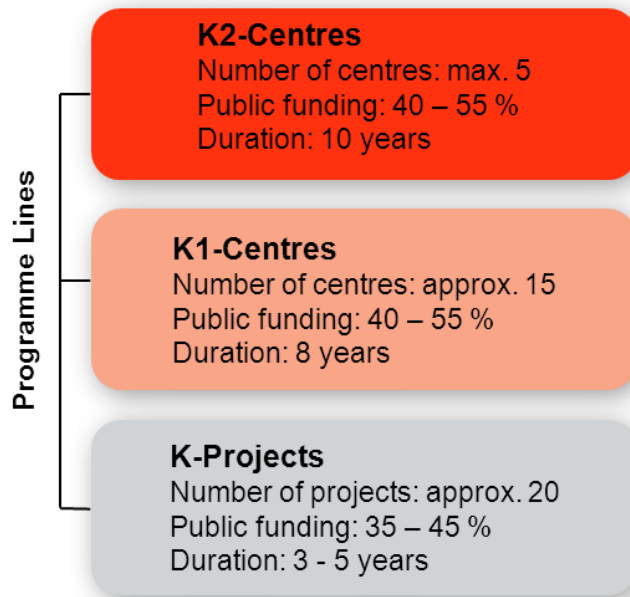 Programme Lines
K2-Centres
Number of centres: max. 5
Public funding: 40 – 55 %
Duration: 10 years
K1-Centres
Number of centres: approx. 15
Public funding: 40 – 55 %
Duration: 8 years
K-Projects
Number of projects: approx. 20
Public funding: 35 – 45 %
Duration: 3 - 5 years